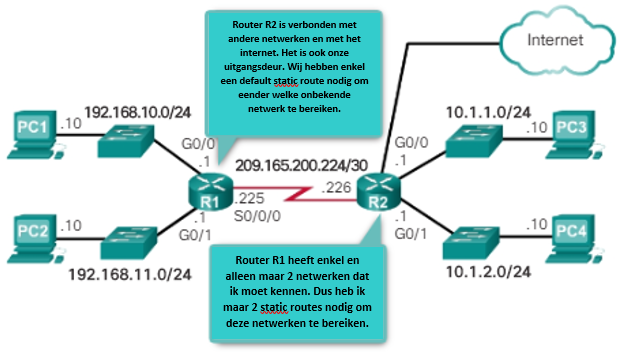 Router R2 is verbonden met
andere netwerken en met het
internet. Het is ook onze
uitgangsdeur. Wij hebben enkel
een default static route nodig om
eender welke onbekende
netwerk te bereiken.
Internet
192.168.10.0/24
10.1.1.0/24
PC1
.10
G0/0
.1
209.165.200.224/30
G0/0
.1
.10
PC3
R1
.225
S0/0/0
.226
R2
PC2
.10
.1
G0/1
192.168.11.0/24
.1
G0/1
.10
PC4
10.1.2.0/24
Router R1 heeft enkel en
alleen maar 2 netwerken dat
ik moet kennen. Dus heb ik
maar 2 static routes nodig om
deze netwerken te bereiken.